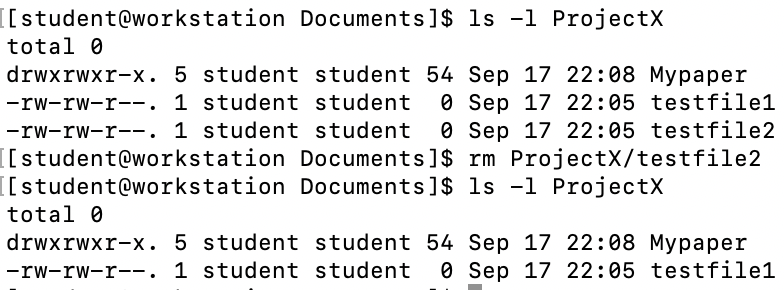 [[student@workstation Documents]$ ls -l ProjectX
total 0
drwxrwxr-x. 5 student student 54 Sep 17 22:08 Mypaper
-rw-rw-r--. 1 student student  0 Sep 17 22:05 testfile1
-rw-rw-r--. 1 student student  0 Sep 17 22:05 testfile2
[[student@workstation Documents]$ rm ProjectX/testfile2
[[student@workstation Documents]$ ls -l ProjectX
total 0
drwxrwxr-x. 5 student student 54 Sep 17 22:08 Mypaper
-rw-rw-r--. 1 student student  0 Sep 17 22:05 testfile1